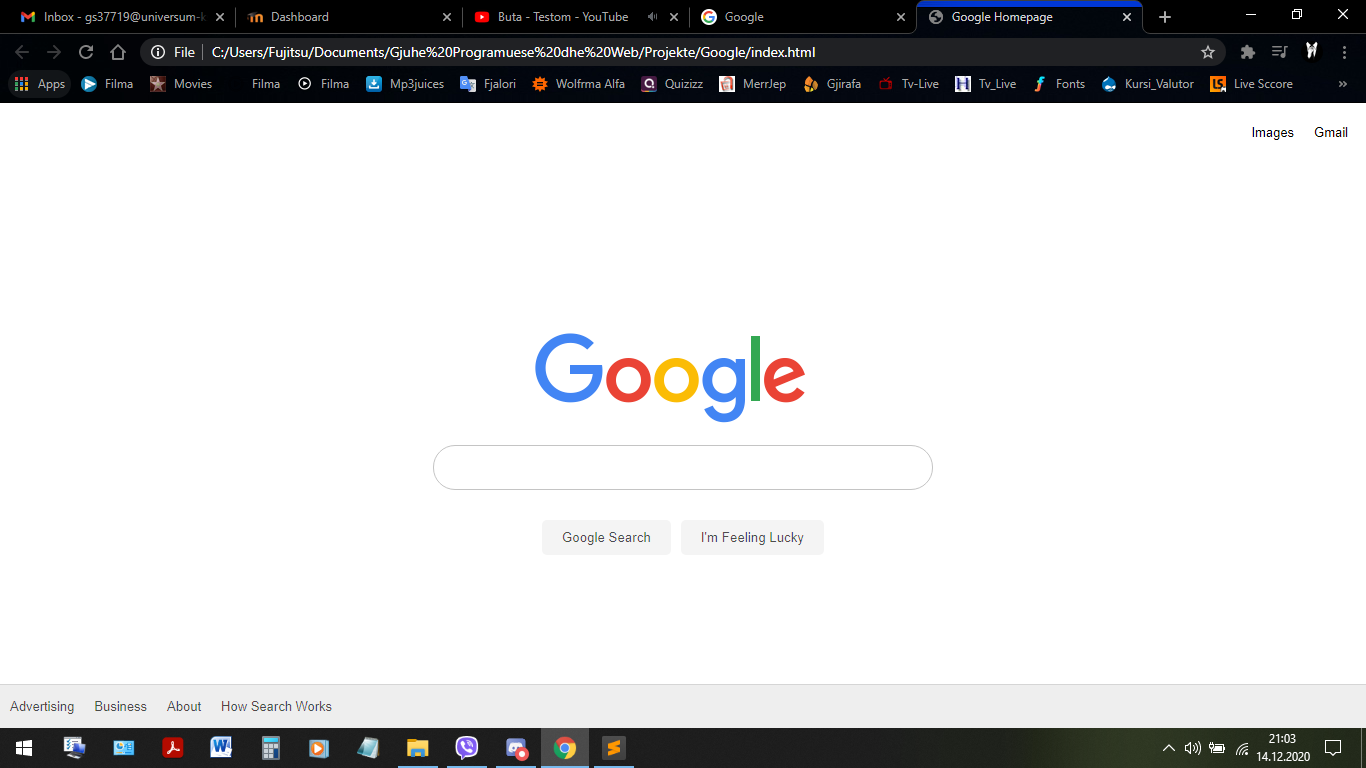 Inbox - gs37719@universum-k
Dashboard
Buta - Testom - YouTube
Google
Google Homepage
File
C:/Users/Fujitsu/Documents/Gjuhe%20Programuese%20dhe%20Web/Projekte/Google/index.html
Apps
Filma
Movies
Filma
Filma
Mp3juices
Fjalori
Wolfrma Alfa
Quizizz
MerrJep
Gjirafa
Tv-Live
Tv_Live
Fonts
Kursi_Valutor
Live Sccore
Images
Gmail
Google
Google Search
I'm Feeling Lucky
Advertising
Business
About
How Search Works
21:03
14.12.2020